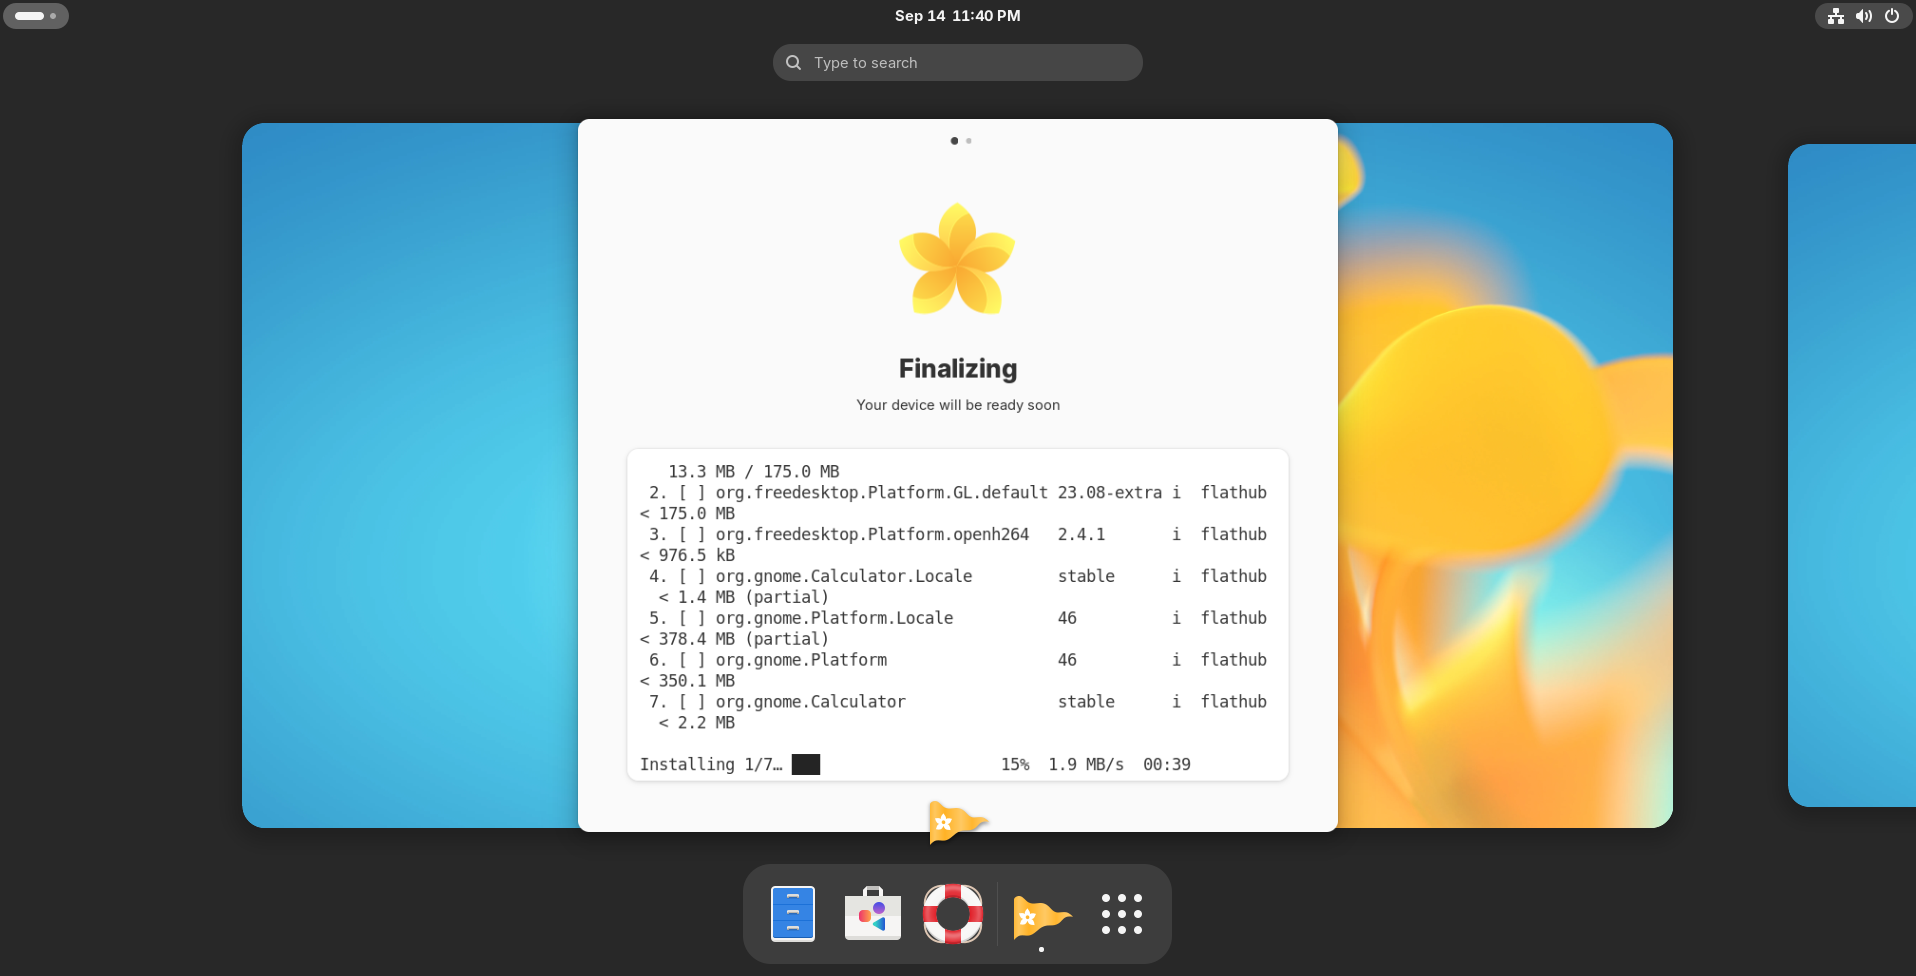 Sep 14  11:40 PM
Type to search
Finalizing
Your device will be ready soon
13.3 MB / 175.0 MB
2. [ ] org.freedesktop.Platform.GL.default 23.08-extra i  flathub
< 175.0 MB
3. [ ] org.freedesktop.Platform.openh264   2.4.1       i  flathub
< 976.5 kB
4. [ ] org.gnome.Calculator.Locale         stable      i  flathub
< 1.4 MB (partial)
5. [ ] org.gnome.Platform.Locale           46          i  flathub
< 378.4 MB (partial)
6. [ ] org.gnome.Platform                  46          i  flathub
< 350.1 MB
7. [ ] org.gnome.Calculator                stable      i  flathub
< 2.2 MB
Installing 1/7… ███                   15%  1.9 MB/s  00:39